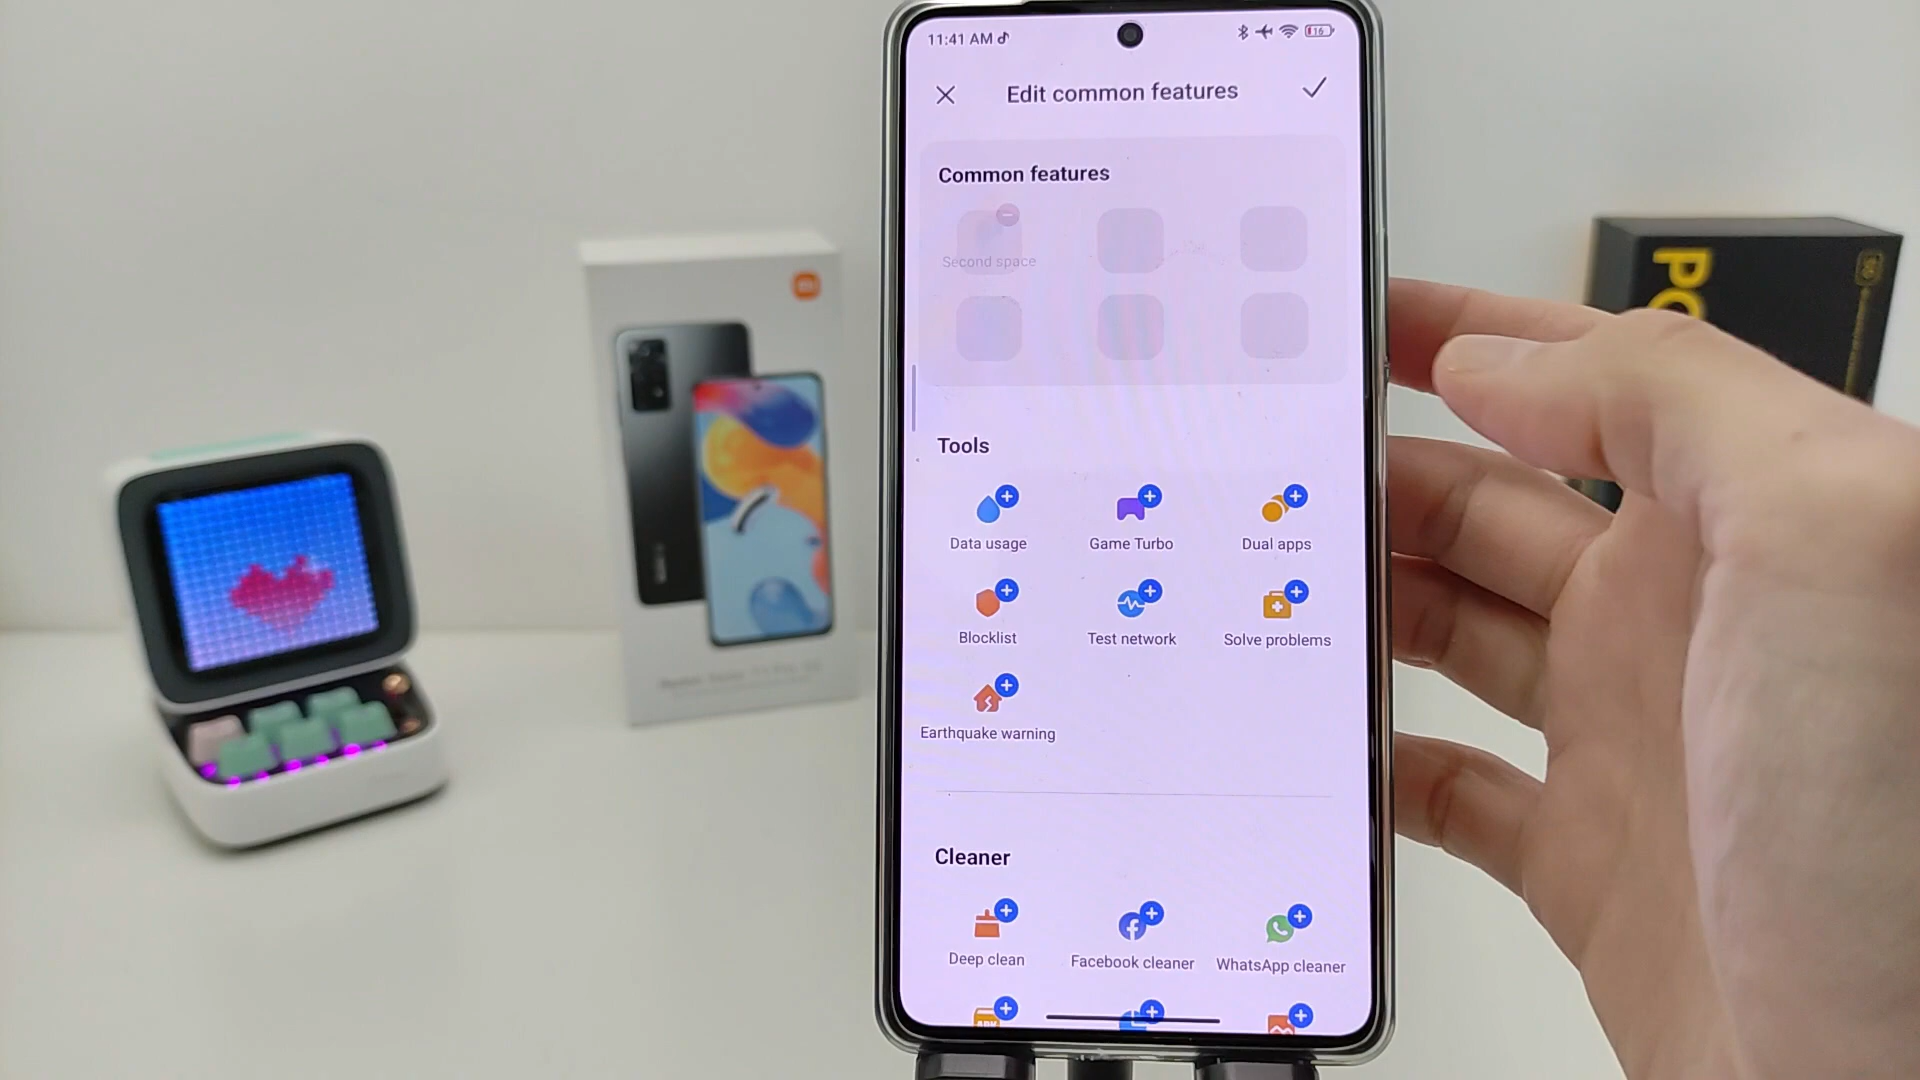 11:41 AM
16
Edit common features
Common features
Second space
Tools
Data usage
Game Turbo
Dual apps
Blocklist
Test network
Solve problems
Earthquake warning
Cleaner
Deep clean
Facebook cleaner
WhatsApp cleaner